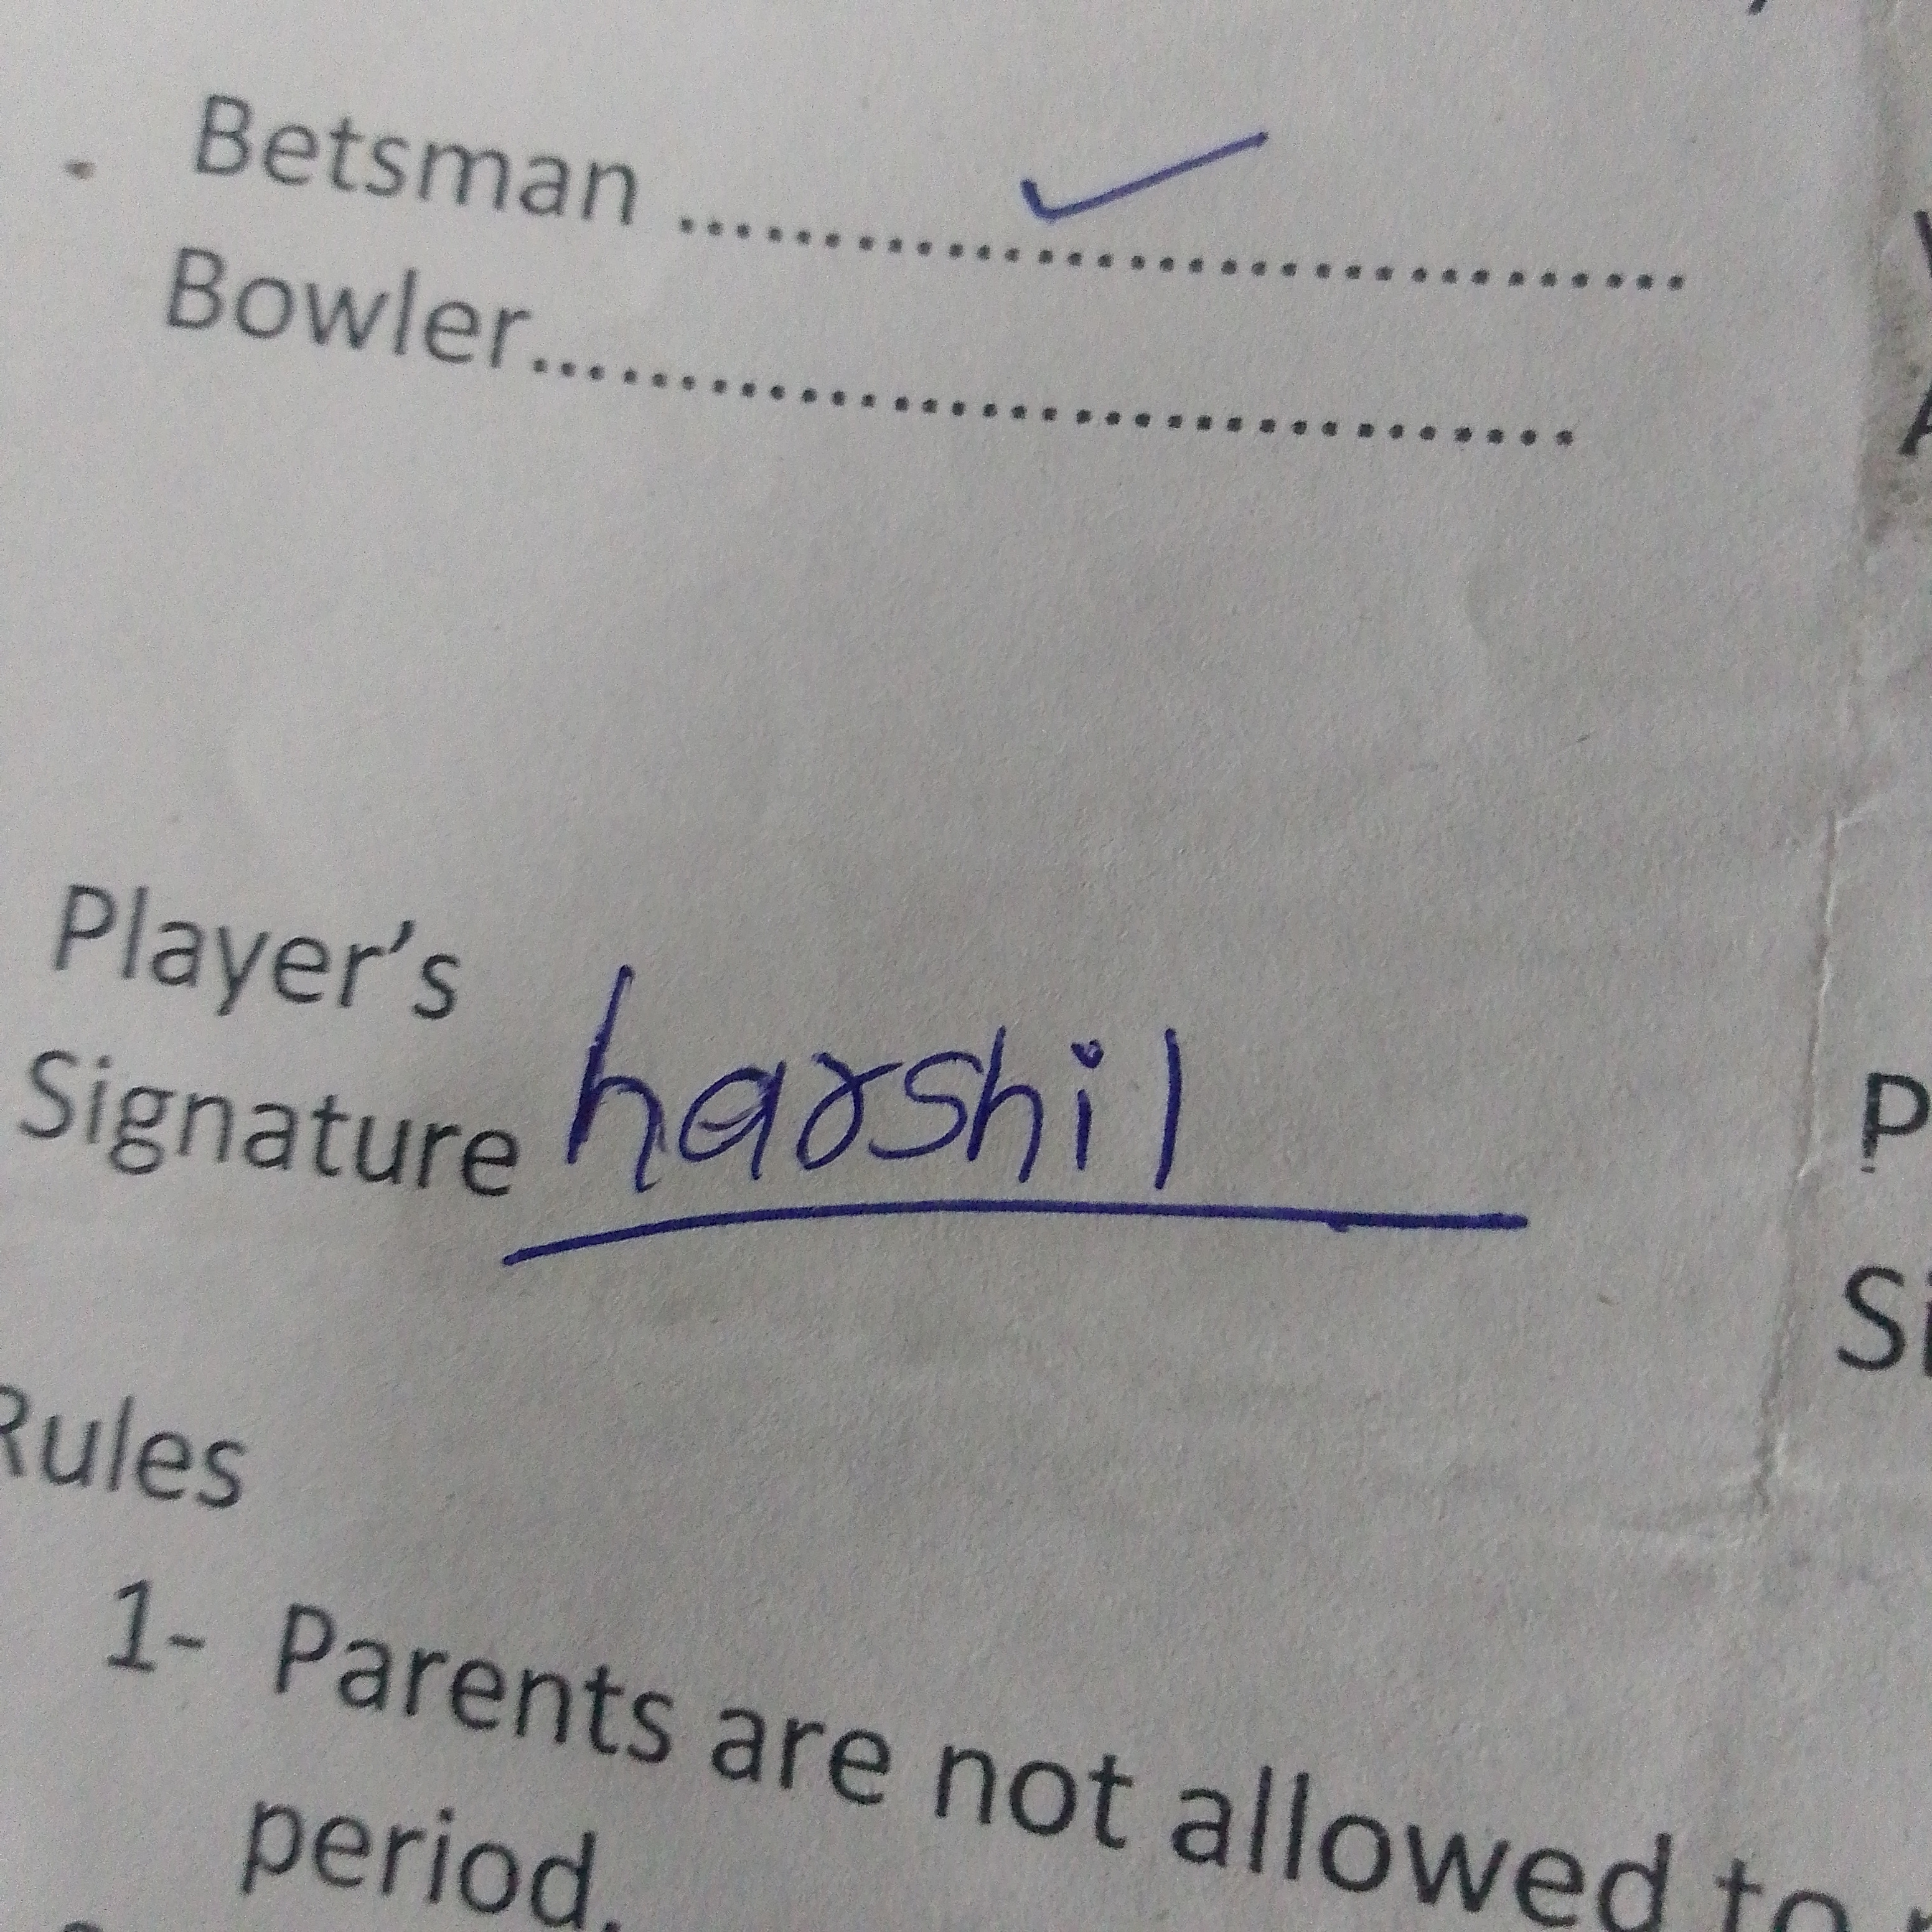 Betsman ..................................
Bowler...................................
Player's
Signature harshil
Rules
1- Parents are not allowed to
period.